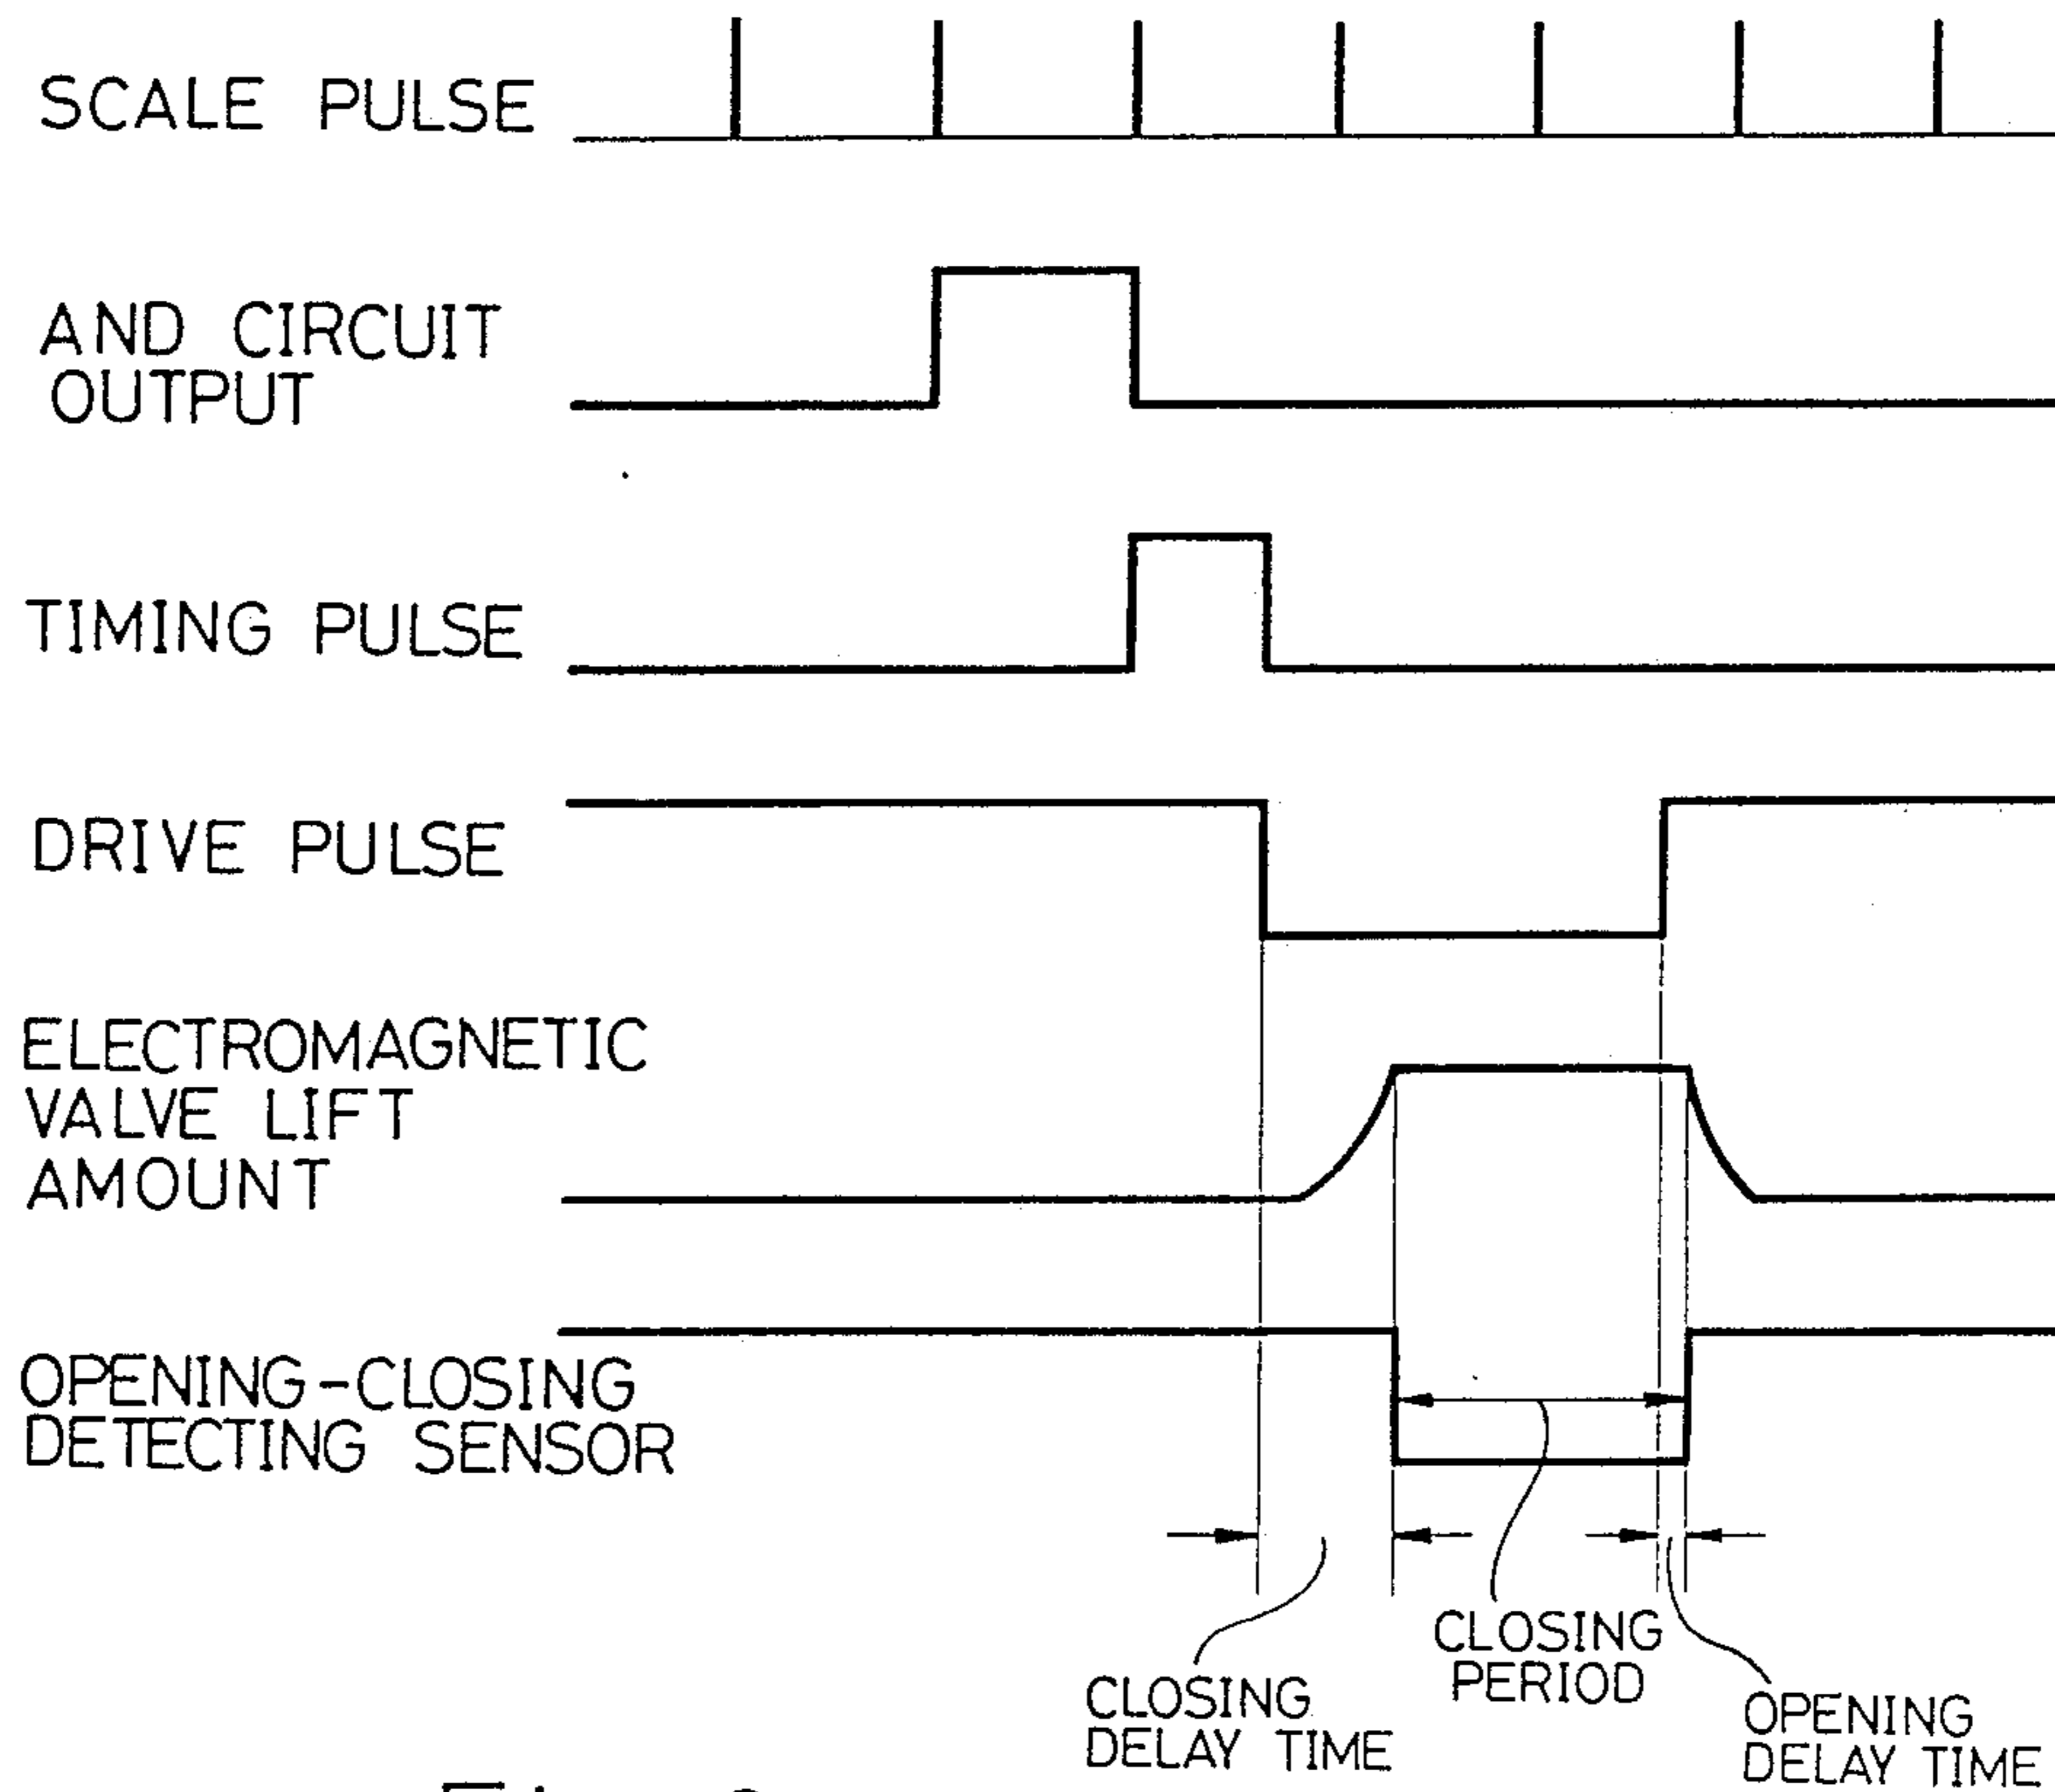 SCALE PULSE
AND CIRCUIT
OUTPUT
TIMING PULSE
DRIVE PULSE
ELECTROMAGNETIC
VALVE LIFT
AMOUNT
OPENING-CLOSING
DETECTING SENSOR
CLOSING
DELAY TIME
CLOSING
PERIOD
OPENING
DELAY TIME